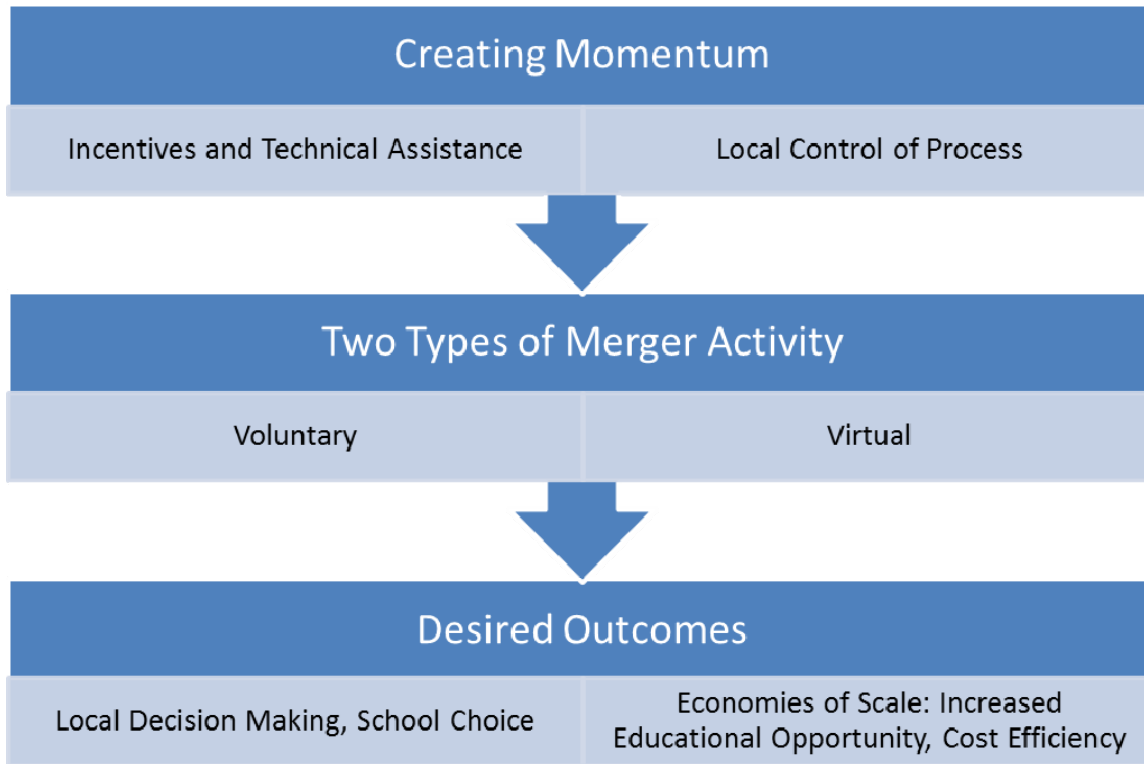 Creating Momentum
Incentives and Technical Assistance
Local Control of Process
Two Types of Merger Activity
Voluntary
Virtual
Desired Outcomes
Local Decision Making, School Choice
Economies of Scale: Increased
Educational Opportunity, Cost Efficiency